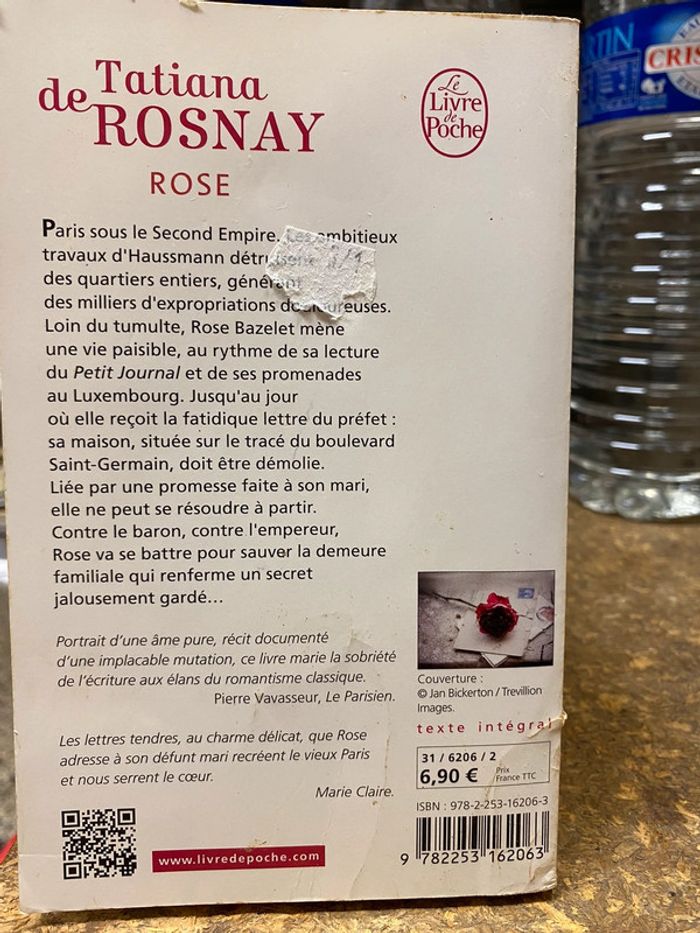 Tatiana
de ROSNAY
ROSE
Le
Livre
de
Poche
Paris sous le Second Empire. Les ambitieux
travaux d'Haussmann détruisent
des quartiers entiers, générant
des milliers d'expropriations douloureuses.
Loin du tumulte, Rose Bazelet mène
une vie paisible, au rythme de sa lecture
du Petit Journal et de ses promenades
au Luxembourg. Jusqu'au jour
où elle reçoit la fatidique lettre du préfet :
sa maison, située sur le tracé du boulevard
Saint-Germain, doit être démolie.
Liée par une promesse faite à son mari,
elle ne peut se résoudre à partir.
Contre le baron, contre l'empereur,
Rose va se battre pour sauver la demeure
familiale qui renferme un secret
jalousement gardé...
Portrait d'une âme pure, récit documenté
d'une implacable mutation, ce livre marie la sobriété
de l'écriture aux élans du romantisme classique.
Pierre Vavasseur, Le Parisien.
Les lettres tendres, au charme délicat, que Rose
adresse à son défunt mari recréent le vieux Paris
et nous serrent le cœur.
Marie Claire.
www.livredepoche.com
Couverture :
© Jan Bickerton / Trevillion
Images.
texte intégral
31 / 6206 / 2
6,90 € Prix
France TTC
ISBN : 978-2-253-16206-3
9 782253 162063
CRIS